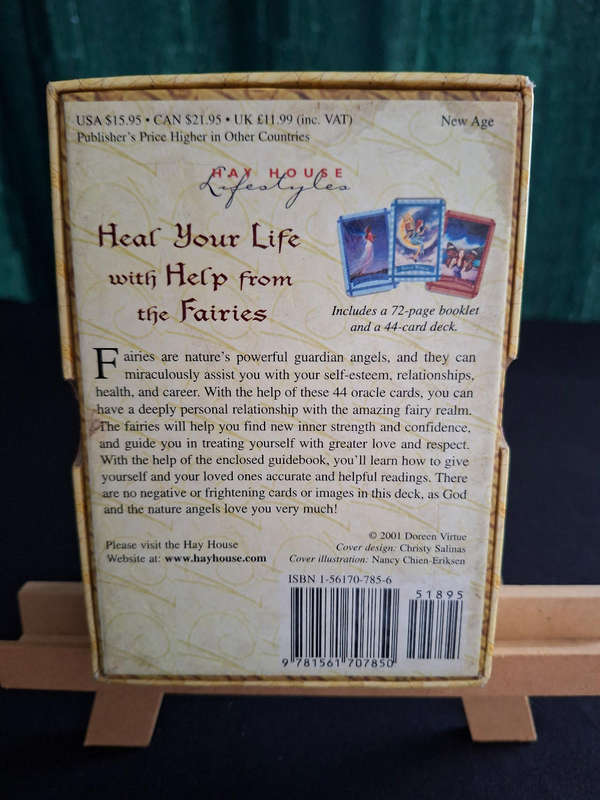 USA $15.95 • CAN $21.95 • UK £11.99 (inc. VAT)
New Age
Publisher's Price Higher in Other Countries
HAY HOUSE
Lifestyles
Heal Your Life
with Help from
the Fairies
Includes a 72-page booklet
and a 44-card deck.
Fairies are nature's powerful guardian angels, and they can
miraculously assist you with your self-esteem, relationships,
health, and career. With the help of these 44 oracle cards, you can
have a deeply personal relationship with the amazing fairy realm.
The fairies will help you find new inner strength and confidence,
and guide you in treating yourself with greater love and respect.
With the help of the enclosed guidebook, you'll learn how to give
yourself and your loved ones accurate and helpful readings. There
are no negative or frightening cards or images in this deck, as God
and the nature angels love you very much!
Please visit the Hay House
Website at: www.hayhouse.com
© 2001 Doreen Virtue
Cover design: Christy Salinas
Cover illustration: Nancy Chien-Eriksen
ISBN 1-56170-785-6
51895
9 781561 707850